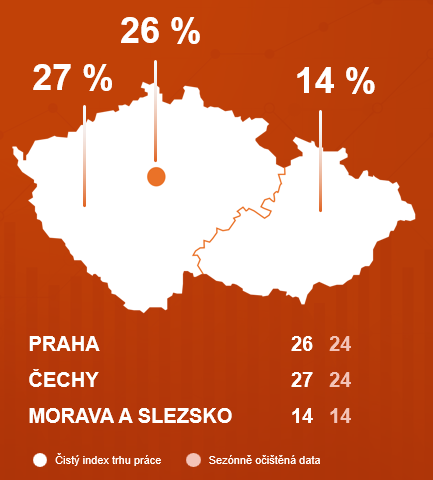 26 %
27 %
14 %
PRAHA 26 24
ČECHY 27 24
MORAVA A SLEZSKO 14 14
Čistý index trhu práce Sezónně očištěná data